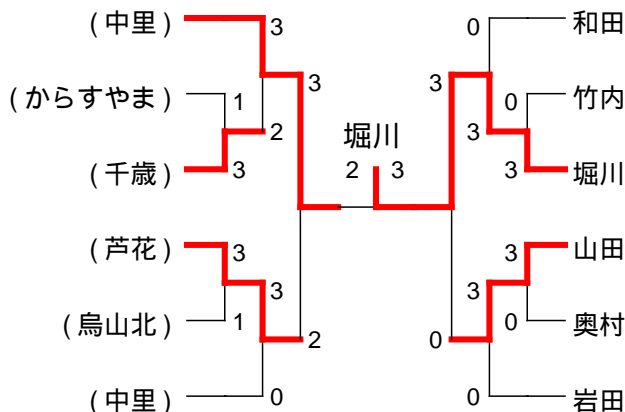 (中里) 3 0 和田
3 3
(からすやま) 1 0 竹内
2 堀川 3
(千歳) 3 2 3 3 堀川
(芦花) 3 3 山田
3 3
(烏山北) 1 0 奥村
2 0
(中里) 0 0 岩田